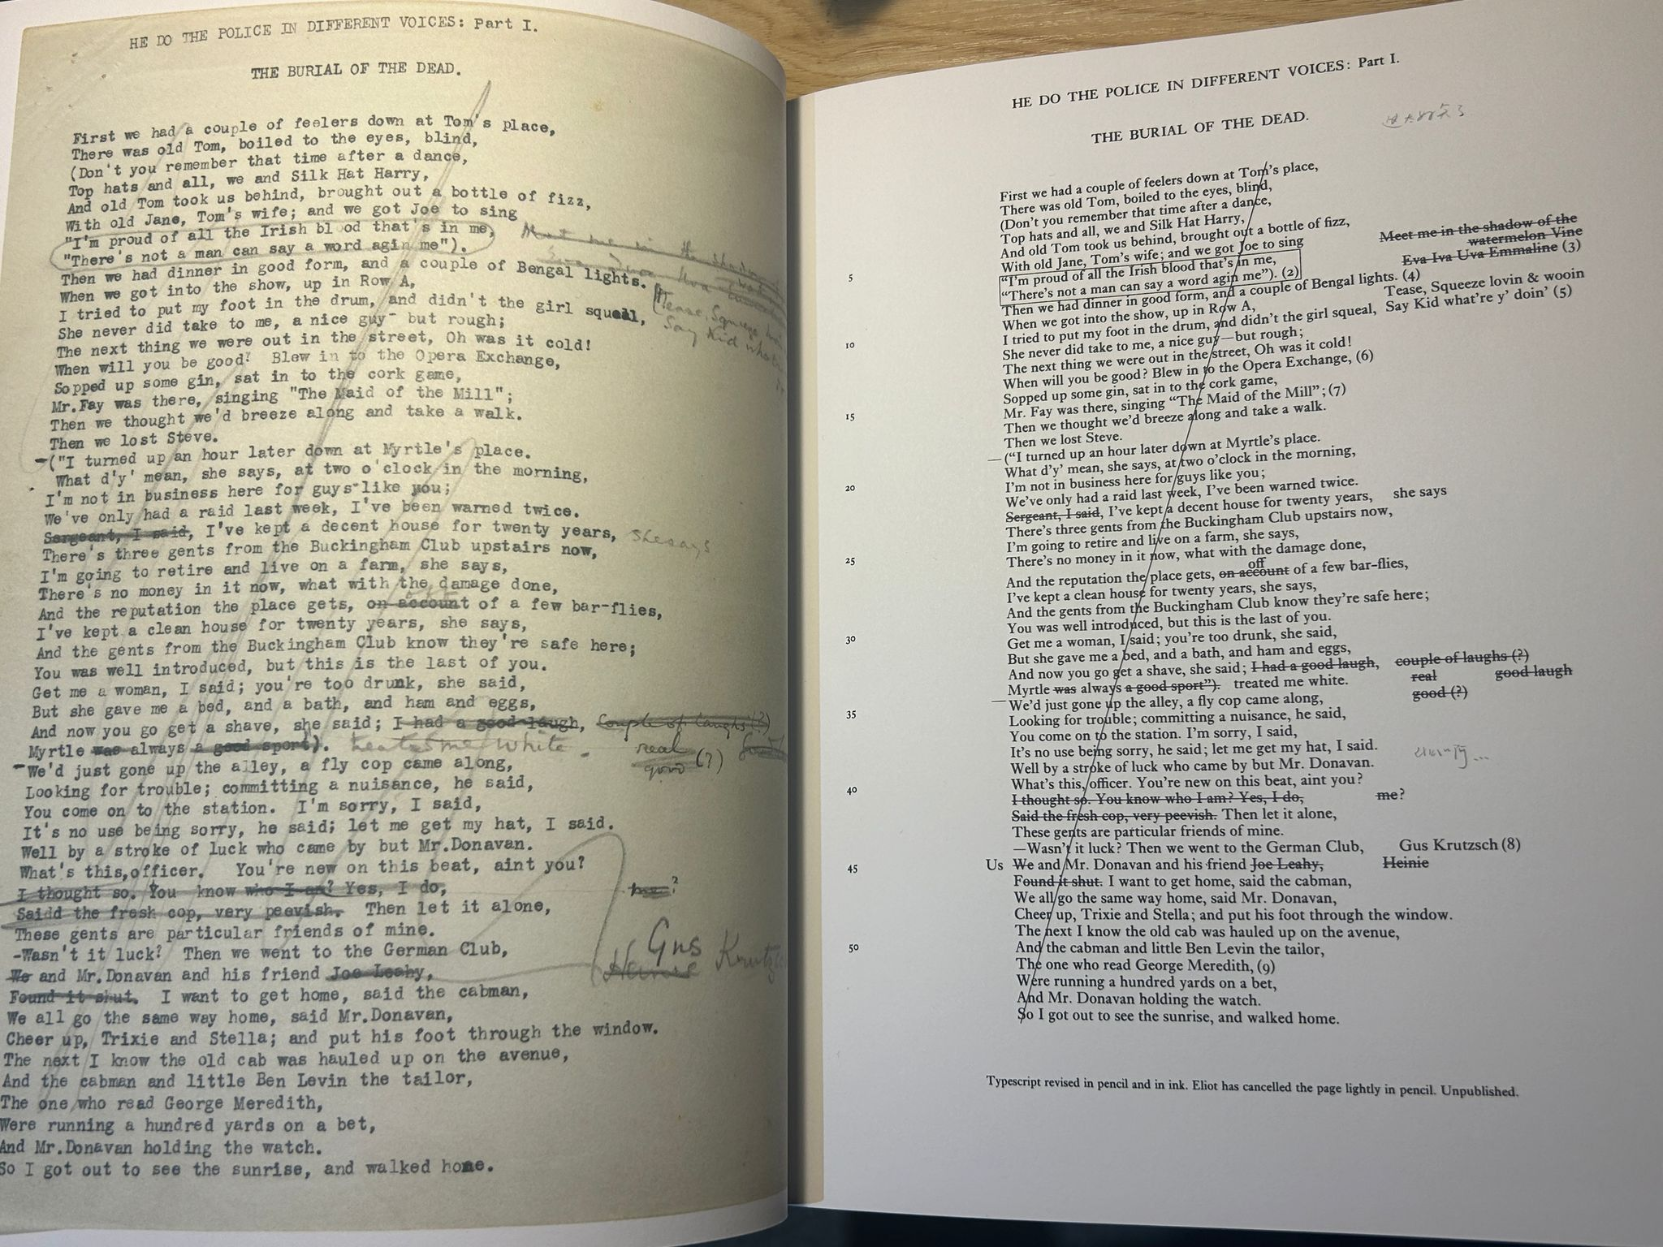 HE DO THE POLICE IN DIFFERENT VOICES: Part I.
THE BURIAL OF THE DEAD.
First we had a couple of feelers down at Tom's place,
There was old Tom, boiled to the eyes, blind,
(Don't you remember that time after a dance,
Top hats and all, we and Silk Hat Harry,
And old Tom took us behind, brought out a bottle of fizz,
With old Jane, Tom's wife; and we got Joe to sing
"I'm proud of all the Irish blood that's in me,
"There's not a man can say a word agin me").
Then we had dinner in good form, and a couple of Bengal lights.
When we got into the show, up in Row A,
I tried to put my foot in the drum, and didn't the girl squeal,
She never did take to me, a nice guy- but rough;
The next thing we were out in the street, Oh was it cold!
When will you be good? Blew in to the Opera Exchange,
Sopped up some gin, sat in to the cork game,
Mr.Fay was there, singing "The Maid of the Mill";
Then we thought we'd breeze along and take a walk.
Then we lost Steve.
-("I turned up an hour later down at Myrtle's place.
What d'y' mean, she says, at two o'clock in the morning,
I'm not in business here for guys like you;
We've only had a raid last week, I've been warned twice.
Sergeant, I said, I've kept a decent house for twenty years, she says
There's three gents from the Buckingham Club upstairs now,
I'm going to retire and live on a farm, she says,
There's no money in it now, what with the damage done,
And the reputation the place gets, on account of a few bar-flies,
I've kept a clean house for twenty years, she says,
And the gents from the Buckingham Club know they're safe here;
You was well introduced, but this is the last of you.
Get me a woman, I said; you're too drunk, she said,
But she gave me a bed, and a bath, and ham and eggs,
And now you go get a shave, she said; I had a good laugh, couple of laughs (?)
Myrtle was always a good sport). treated me white. real
good (?)
-We'd just gone up the alley, a fly cop came along,
Looking for trouble; committing a nuisance, he said,
You come on to the station. I'm sorry, I said,
It's no use being sorry, he said; let me get my hat, I said.
Well by a stroke of luck who came by but Mr.Donavan.
What's this,officer. You're new on this beat, aint you?
I thought so. You know who I am? Yes, I do, me?
Saidd the fresh cop, very peevish. Then let it alone,
These gents are particular friends of mine.
-Wasn't it luck? Then we went to the German Club, Gus
We and Mr.Donavan and his friend Joe Leahy, Heinie
Found it shut. I want to get home, said the cabman,
We all go the same way home, said Mr.Donavan,
Cheer up, Trixie and Stella; and put his foot through the window.
The next I know the old cab was hauled up on the avenue,
And the cabman and little Ben Levin the tailor,
The one who read George Meredith,
Were running a hundred yards on a bet,
And Mr.Donavan holding the watch.
So I got out to see the sunrise, and walked home.
HE DO THE POLICE IN DIFFERENT VOICES: Part I.
THE BURIAL OF THE DEAD.
First we had a couple of feelers down at Tom's place,
There was old Tom, boiled to the eyes, blind,
(Don't you remember that time after a dance,
Top hats and all, we and Silk Hat Harry,
5 And old Tom took us behind, brought out a bottle of fizz,
With old Jane, Tom's wife; and we got Joe to sing Meet me in the shadow of the
watermelon Vine
"I'm proud of all the Irish blood that's in me, Eva Iva Uva Emmaline (3)
"There's not a man can say a word agin me"). (2)
Then we had dinner in good form, and a couple of Bengal lights. (4)
10 When we got into the show, up in Row A, Tease, Squeeze lovin & wooin
I tried to put my foot in the drum, and didn't the girl squeal, Say Kid what're y' doin' (5)
She never did take to me, a nice guy—but rough;
The next thing we were out in the street, Oh was it cold!
When will you be good? Blew in to the Opera Exchange, (6)
15 Sopped up some gin, sat in to the cork game,
Mr. Fay was there, singing "The Maid of the Mill"; (7)
Then we thought we'd breeze along and take a walk.
Then we lost Steve.
—("I turned up an hour later down at Myrtle's place.
20 What d'y' mean, she says, at two o'clock in the morning,
I'm not in business here for guys like you;
We've only had a raid last week, I've been warned twice.
Sergeant, I said, I've kept a decent house for twenty years, she says
There's three gents from the Buckingham Club upstairs now,
25 I'm going to retire and live on a farm, she says,
There's no money in it now, what with the damage done,
off
And the reputation the place gets, on account of a few bar-flies,
I've kept a clean house for twenty years, she says,
And the gents from the Buckingham Club know they're safe here;
30 You was well introduced, but this is the last of you.
Get me a woman, I said; you're too drunk, she said,
But she gave me a bed, and a bath, and ham and eggs,
And now you go get a shave, she said; I had a good laugh, couple of laughs (?)
Myrtle was always a good sport"). treated me white. real good laugh
good (?)
35 —We'd just gone up the alley, a fly cop came along,
Looking for trouble; committing a nuisance, he said,
You come on to the station. I'm sorry, I said,
It's no use being sorry, he said; let me get my hat, I said.
Well by a stroke of luck who came by but Mr. Donavan.
40 What's this, officer. You're new on this beat, aint you?
I thought so. You know who I am? Yes, I do, me?
Said the fresh cop, very peevish. Then let it alone,
These gents are particular friends of mine.
—Wasn't it luck? Then we went to the German Club, Gus Krutzsch (8)
45 Us We and Mr. Donavan and his friend Joe Leahy, Heinie
Found it shut. I want to get home, said the cabman,
We all go the same way home, said Mr. Donavan,
Cheer up, Trixie and Stella; and put his foot through the window.
The next I know the old cab was hauled up on the avenue,
50 And the cabman and little Ben Levin the tailor,
The one who read George Meredith, (9)
Were running a hundred yards on a bet,
And Mr. Donavan holding the watch.
So I got out to see the sunrise, and walked home.
Typescript revised in pencil and in ink. Eliot has cancelled the page lightly in pencil. Unpublished.